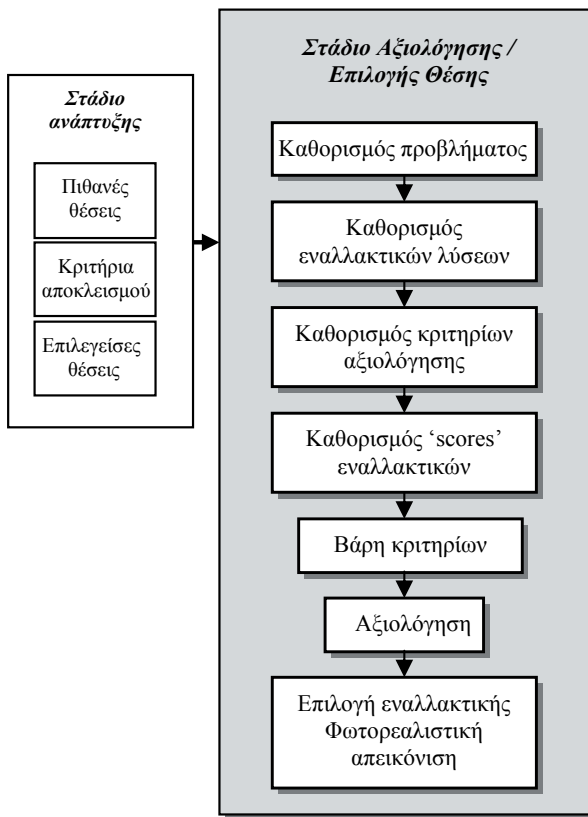 Στάδιο
ανάπτυξης
Πιθανές
θέσεις
Κριτήρια
αποκλεισμού
Επιλεγείσες
θέσεις
Στάδιο Αξιολόγησης /
Επιλογής Θέσης
Καθορισμός προβλήματος
Καθορισμός
εναλλακτικών λύσεων
Καθορισμός κριτηρίων
αξιολόγησης
Καθορισμός ‘scores’
εναλλακτικών
Βάρη κριτηρίων
Αξιολόγηση
Επιλογή εναλλακτικής
Φωτορεαλιστική
απεικόνιση